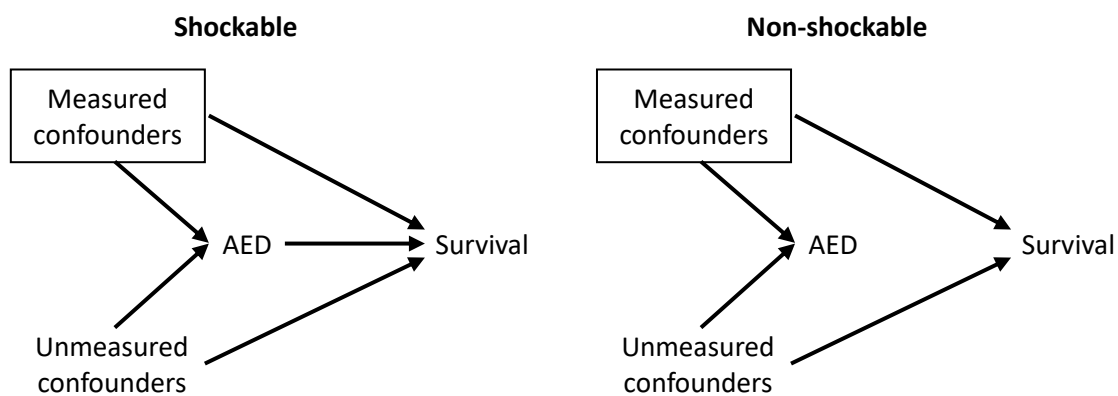 Shockable
Measured
confounders
AED
Survival
Unmeasured
confounders
Non-shockable
Measured
confounders
AED
Survival
Unmeasured
confounders